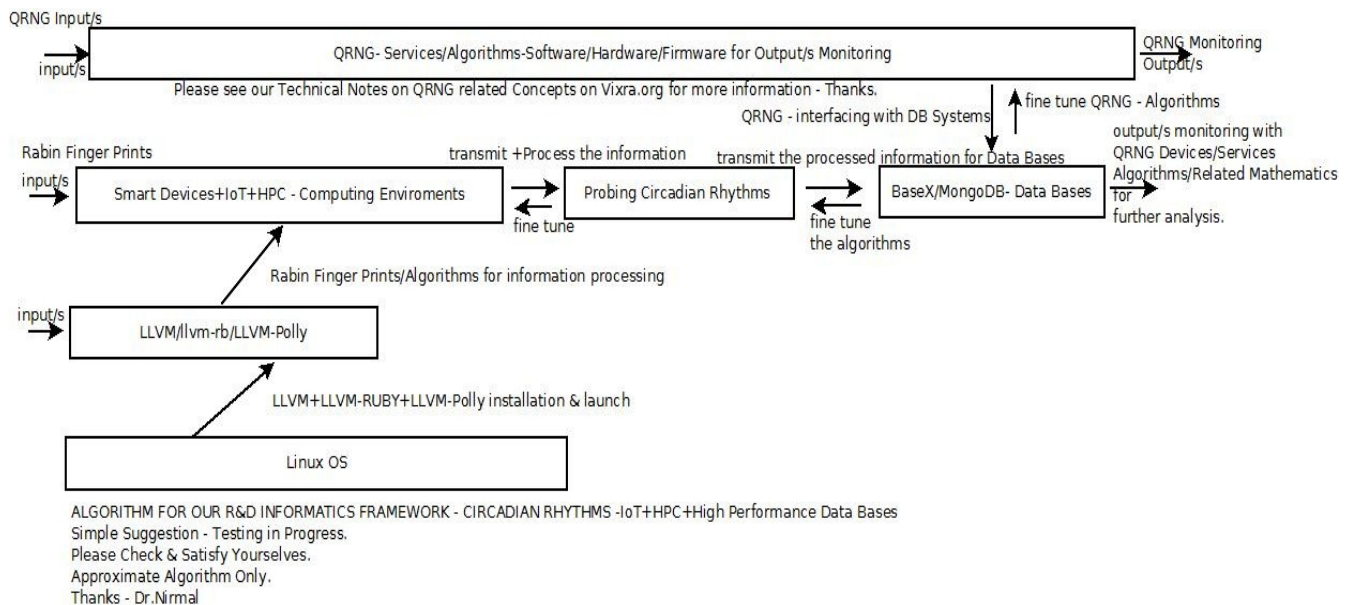 QRNG Input/s
input/s
QRNG- Services/Algorithms-Software/Hardware/Firmware for Output/s Monitoring
QRNG Monitoring
Output/s
Please see our Technical Notes on QRNG related Concepts on Vixra.org for more information - Thanks.
QRNG - interfacing with DB Systems
fine tune QRNG - Algorithms
Rabin Finger Prints
input/s
Smart Devices+IoT+HPC - Computing Enviroments
transmit +Process the information
fine tune
Probing Circadian Rhythms
transmit the processed information for Data Bases
fine tune
the algorithms
BaseX/MongoDB- Data Bases
output/s monitoring with
QRNG Devices/Services
Algorithms/Related Mathematics
for
further analysis.
Rabin Finger Prints/Algorithms for information processing
input/s
LLVM/llvm-rb/LLVM-Polly
LLVM+LLVM-RUBY+LLVM-Polly installation & launch
Linux OS
ALGORITHM FOR OUR R&D INFORMATICS FRAMEWORK - CIRCADIAN RHYTHMS -IoT+HPC+High Performance Data Bases
Simple Suggestion - Testing in Progress.
Please Check & Satisfy Yourselves.
Approximate Algorithm Only.
Thanks - Dr.Nirmal